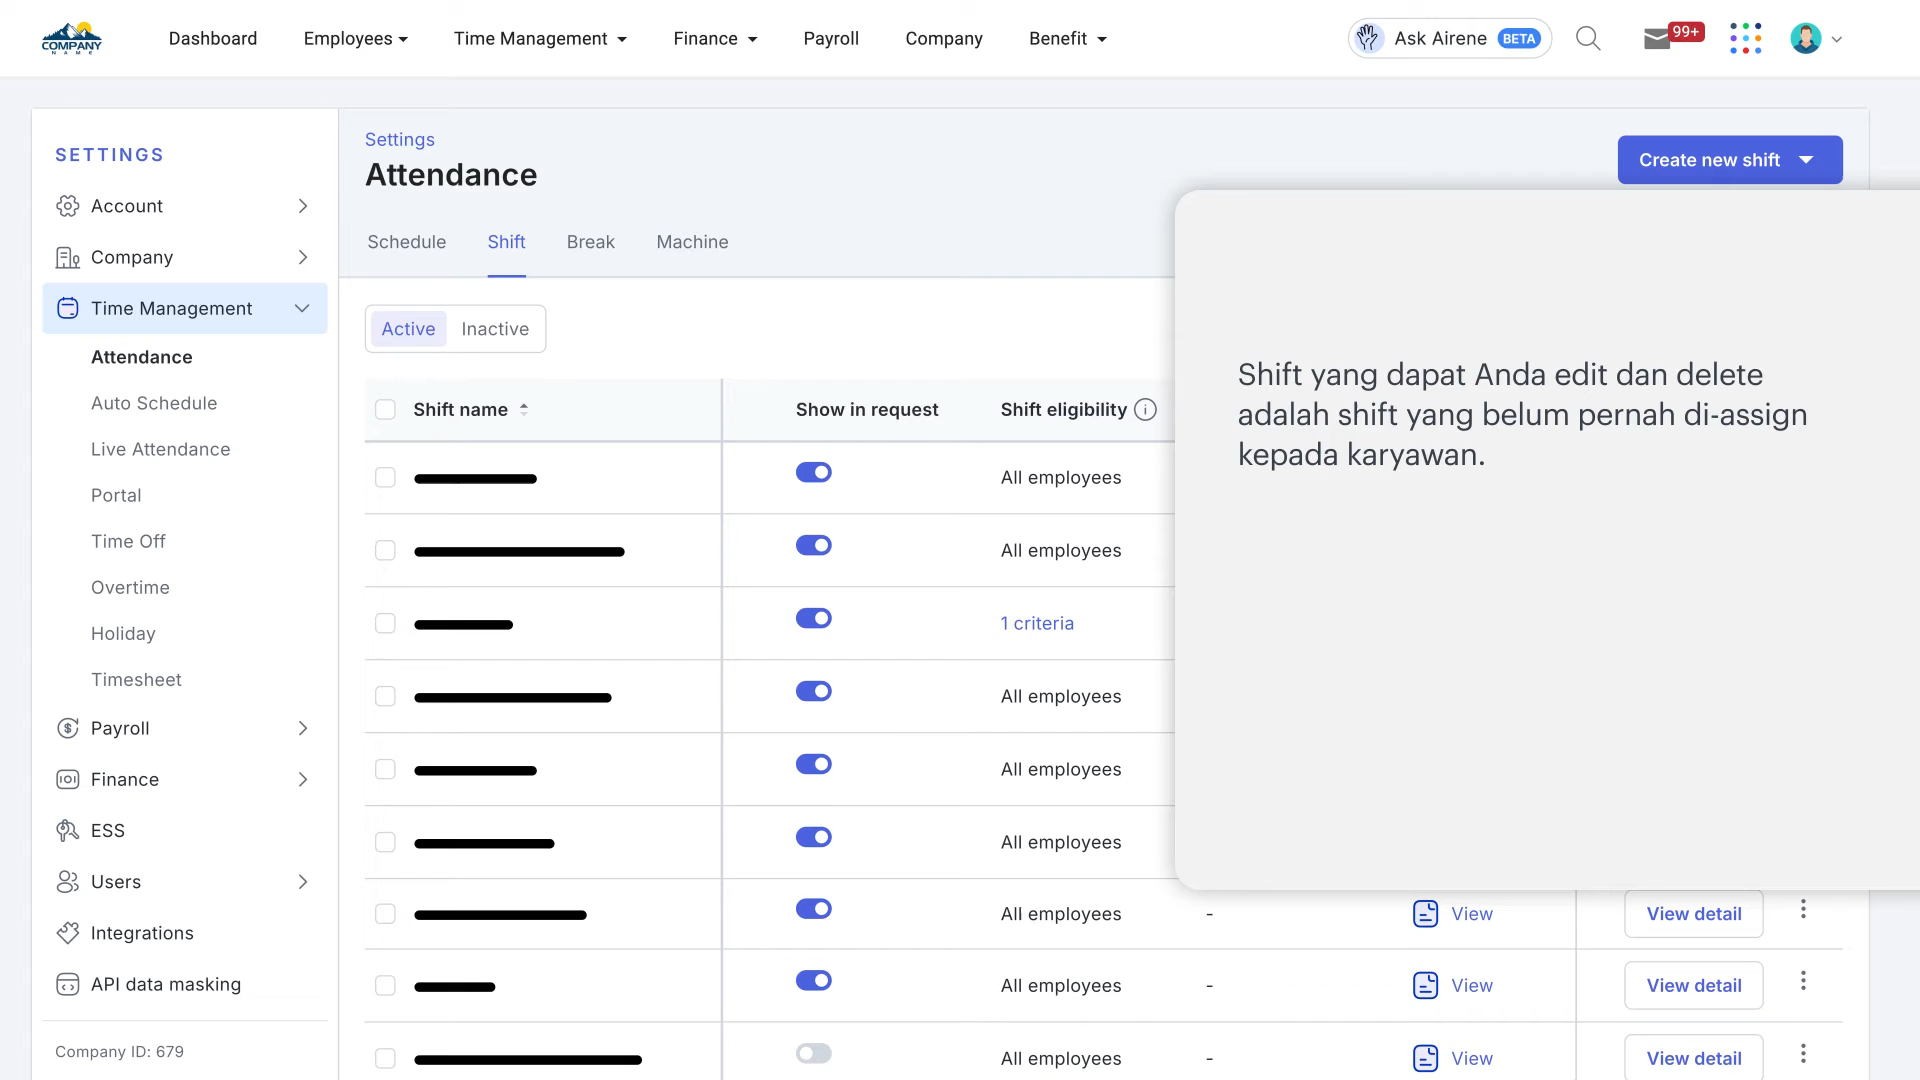 COMPANY
NAME
Dashboard
Employees
Time Management
Finance
Payroll
Company
Benefit
Ask Airene BETA
99+
SETTINGS
Account
Company
Time Management
Attendance
Auto Schedule
Live Attendance
Portal
Time Off
Overtime
Holiday
Timesheet
Payroll
Finance
ESS
Users
Integrations
API data masking
Company ID: 679
Settings
Attendance
Create new shift
Schedule
Shift
Break
Machine
Active
Inactive
Shift name
Show in request
Shift eligibility
All employees
All employees
1 criteria
All employees
All employees
All employees
All employees - View View detail
All employees - View View detail
All employees - View View detail
Shift yang dapat Anda edit dan delete
adalah shift yang belum pernah di-assign
kepada karyawan.